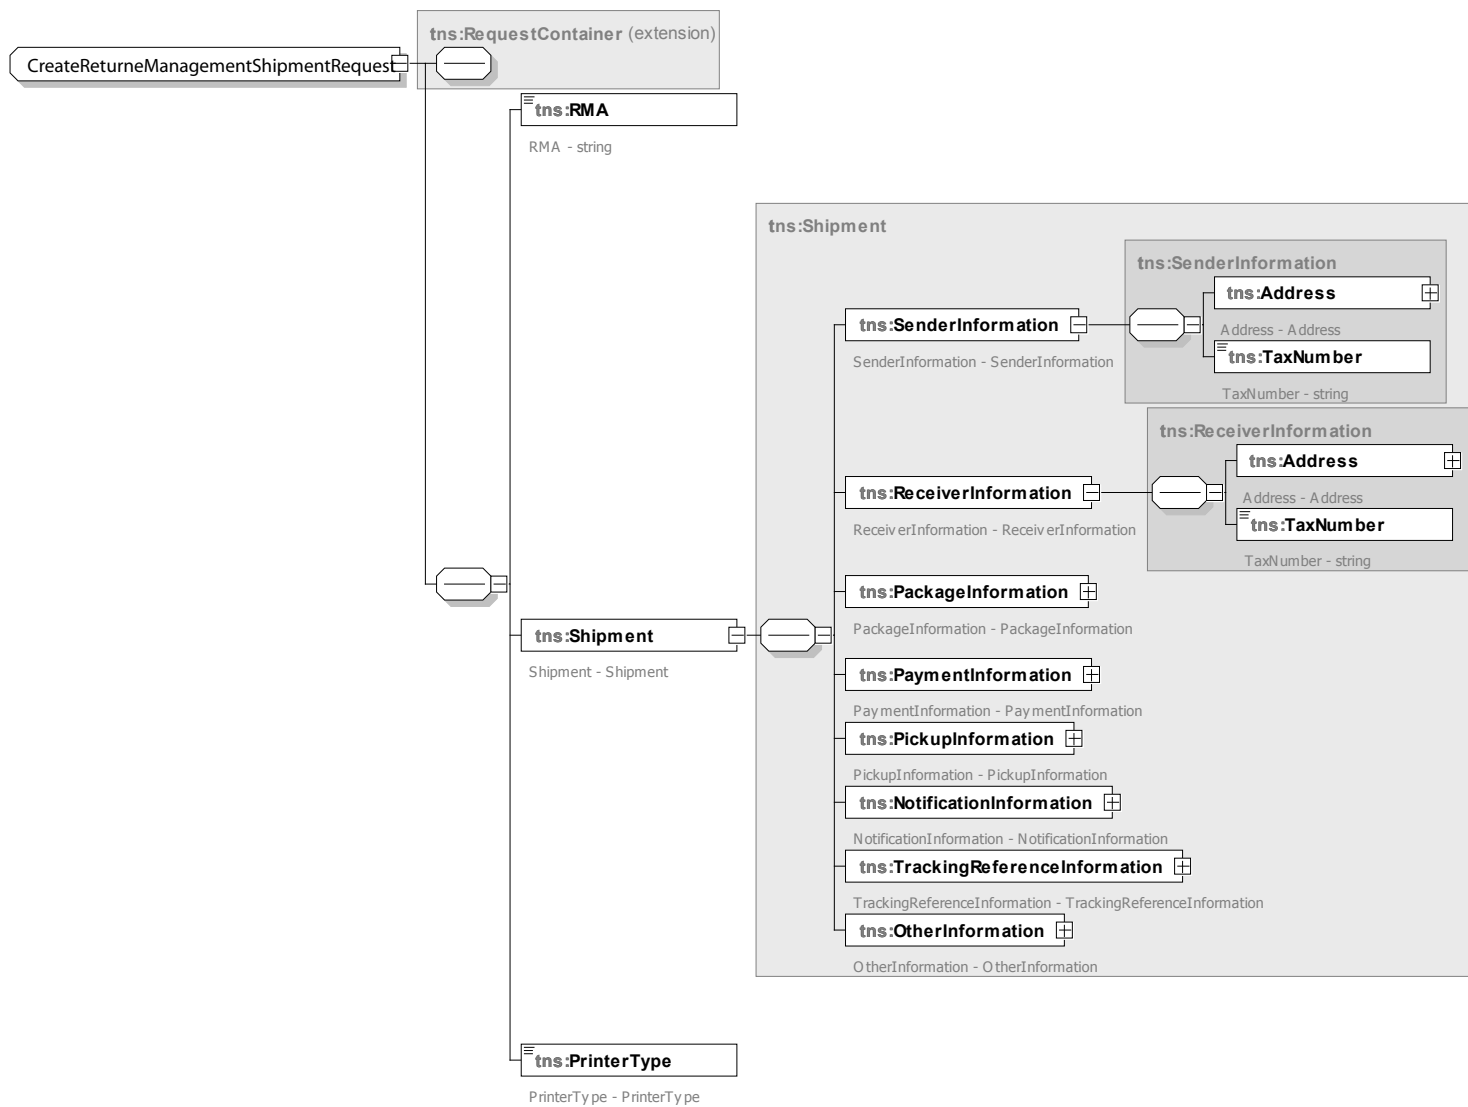 tns:RequestContainer (extension)
CreateReturneManagementShipmentRequest
tns:RMA
RMA - string
tns:Shipment
tns:SenderInformation
tns:Address
Address - Address
tns:SenderInformation
SenderInformation - SenderInformation
tns:TaxNumber
TaxNumber - string
tns:ReceiverInformation
tns:Address
Address - Address
tns:ReceiverInformation
ReceiverInformation - ReceiverInformation
tns:TaxNumber
TaxNumber - string
tns:PackageInformation
PackageInformation - PackageInformation
tns:Shipment
Shipment - Shipment
tns:PaymentInformation
PaymentInformation - PaymentInformation
tns:PickupInformation
PickupInformation - PickupInformation
tns:NotificationInformation
NotificationInformation - NotificationInformation
tns:TrackingReferenceInformation
TrackingReferenceInformation - TrackingReferenceInformation
tns:OtherInformation
OtherInformation - OtherInformation
tns:PrinterType
PrinterType - PrinterType